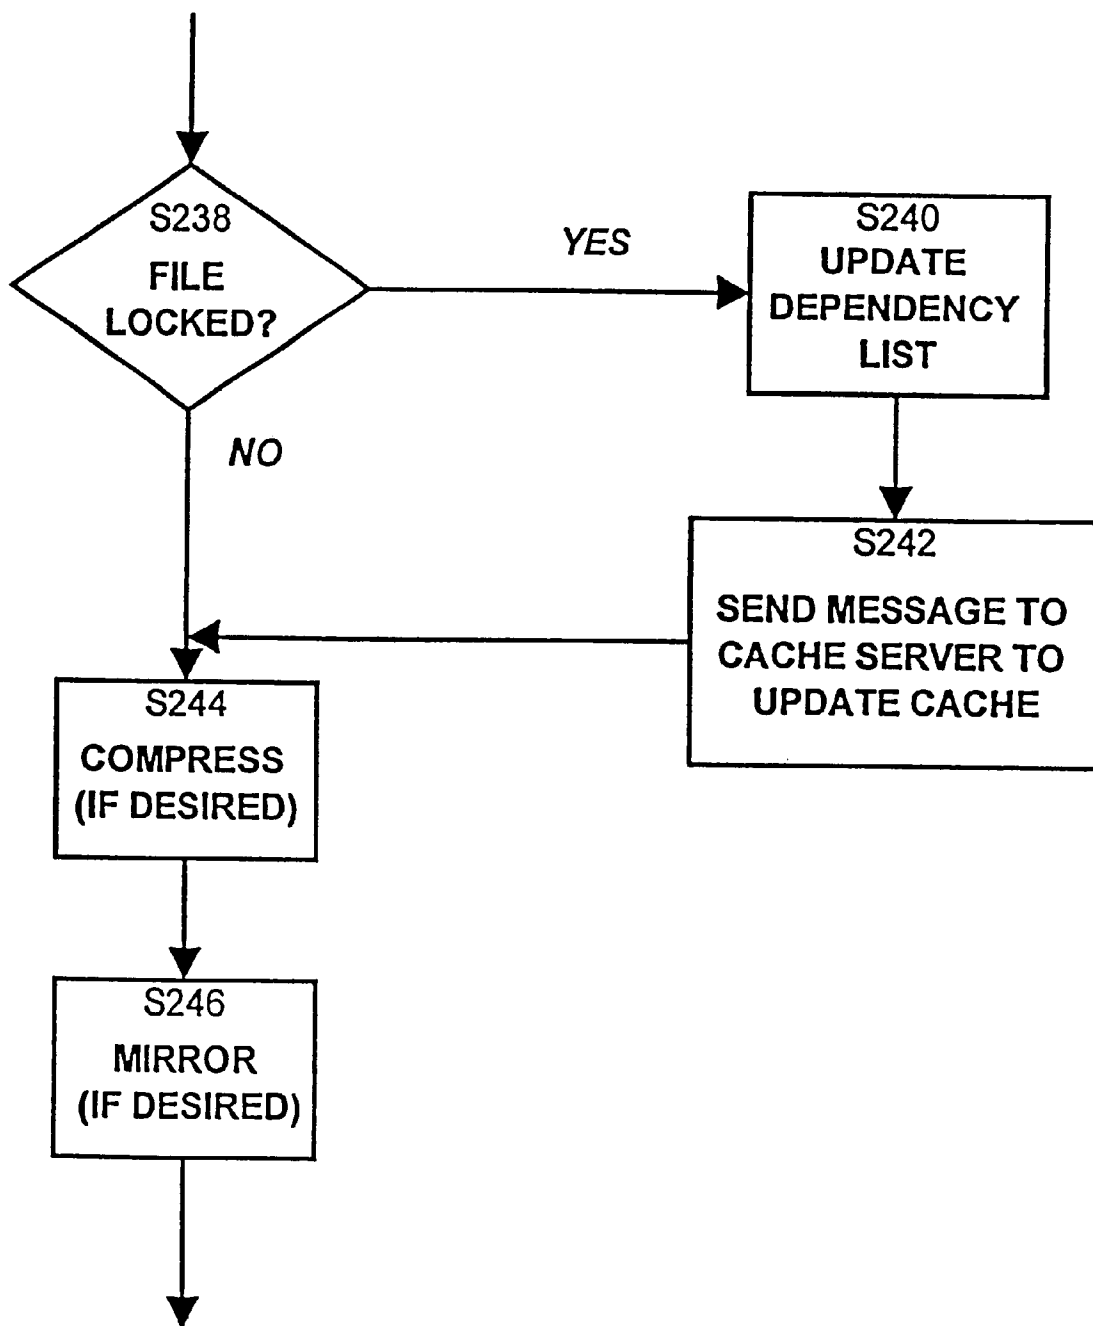 S238
FILE
LOCKED?
YES
S240
UPDATE
DEPENDENCY
LIST
NO
S242
SEND MESSAGE TO
CACHE SERVER TO
UPDATE CACHE
S244
COMPRESS
(IF DESIRED)
S246
MIRROR
(IF DESIRED)